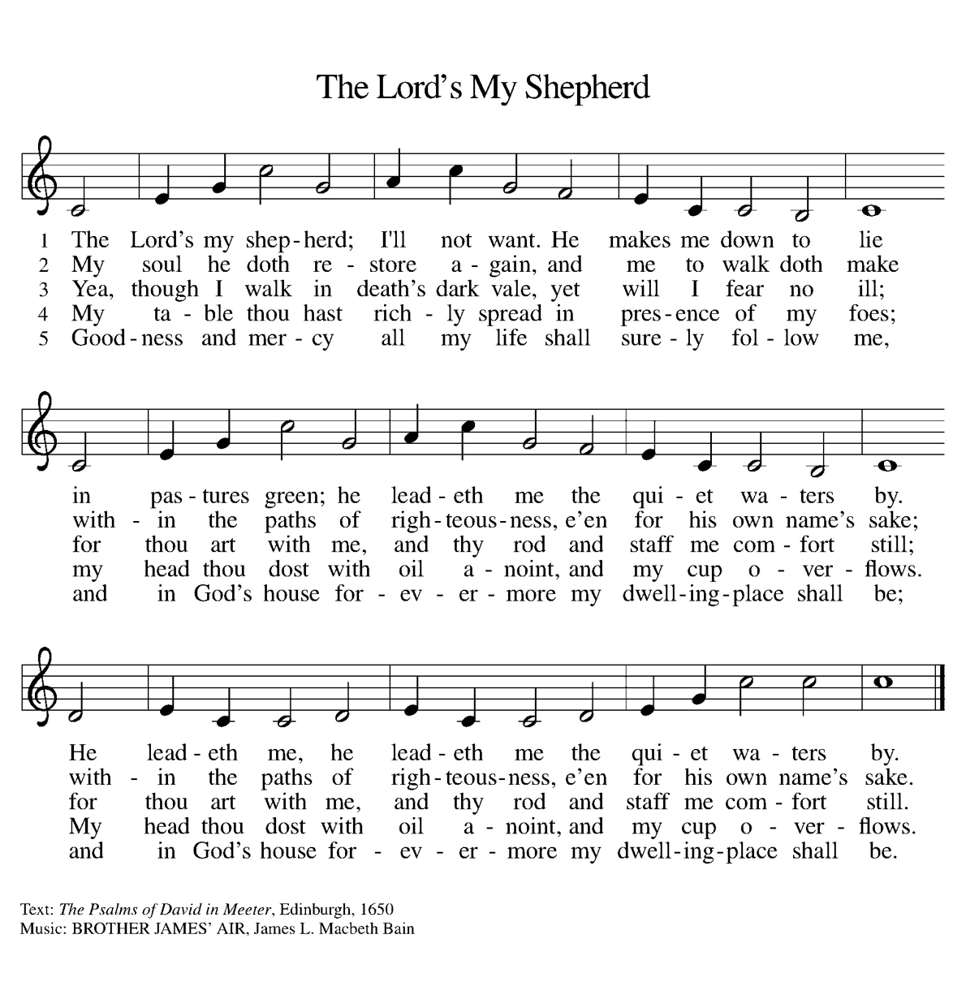 The Lord's My Shepherd
1 The Lord's my shep-herd; I'll not want. He makes me down to lie
2 My soul he doth re - store a - gain, and me to walk doth make
3 Yea, though I walk in death's dark vale, yet will I fear no ill;
4 My ta - ble thou hast rich - ly spread in pres - ence of my foes;
5 Good - ness and mer - cy all my life shall sure - ly fol - low me,
in pas - tures green; he lead - eth me the qui - et wa - ters by.
with - in the paths of righ - teous - ness, e'en for his own name's sake;
for thou art with me, and thy rod and staff me com - fort still;
my head thou dost with oil a - noint, and my cup o - ver - flows.
and in God's house for - ev - er - more my dwell - ing - place shall be;
He lead - eth me, he lead - eth me the qui - et wa - ters by.
with - in the paths of righ - teous - ness, e'en for his own name's sake.
for thou art with me, and thy rod and staff me com - fort still.
My head thou dost with oil a - noint, and my cup o - ver - flows.
and in God's house for - ev - er - more my dwell - ing - place shall be.
Text: The Psalms of David in Meeter, Edinburgh, 1650
Music: BROTHER JAMES' AIR, James L. Macbeth Bain